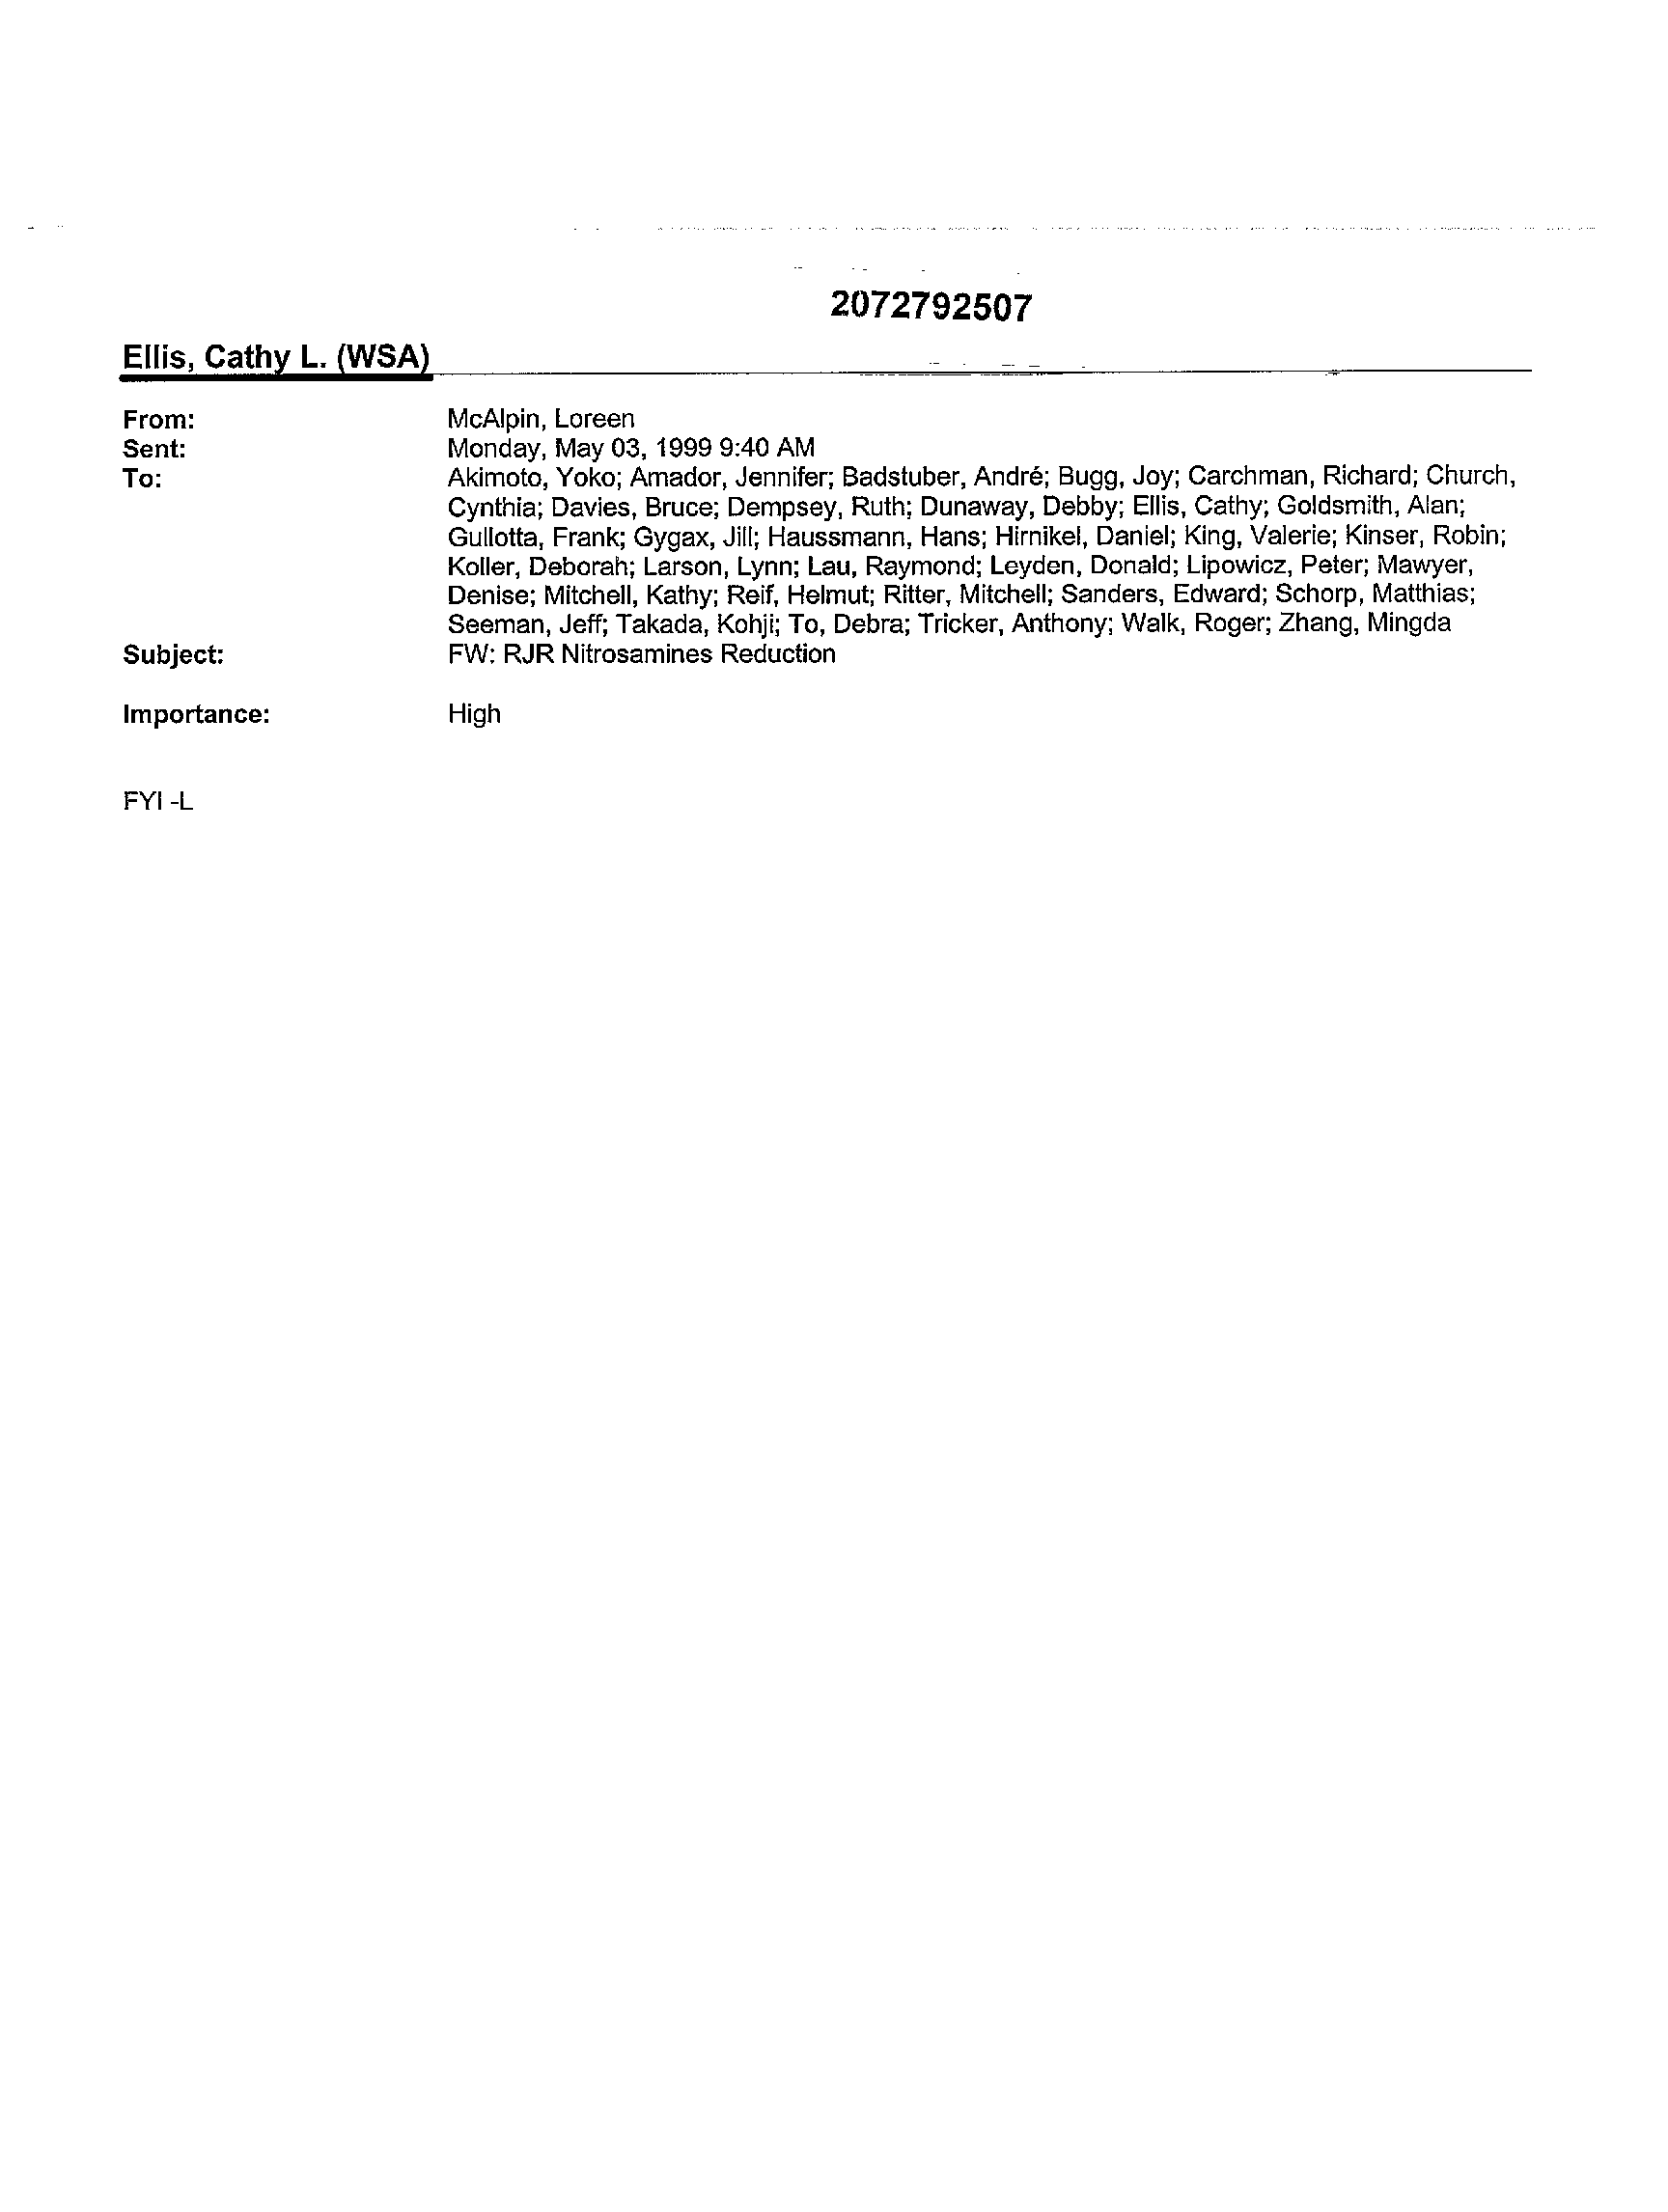 2072792507
Ellis, Cathy L. (WSA)
From: McAlpin, Loreen
Sent: Monday, May 03, 1999 9:40 AM
To: Akimoto, Yoko; Amador, Jennifer; Badstuber, André; Bugg, Joy; Carchman, Richard; Church,
Cynthia; Davies, Bruce; Dempsey, Ruth; Dunaway, Debby; Ellis, Cathy; Goldsmith, Alan;
Gullotta, Frank; Gygax, Jill; Haussmann, Hans; Hirnikel, Daniel; King, Valerie; Kinser, Robin;
Koller, Deborah; Larson, Lynn; Lau, Raymond; Leyden, Donald; Lipowicz, Peter; Mawyer,
Denise; Mitchell, Kathy; Reif, Helmut; Ritter, Mitchell; Sanders, Edward; Schorp, Matthias;
Seeman, Jeff; Takada, Kohji; To, Debra; Tricker, Anthony; Walk, Roger; Zhang, Mingda
Subject: FW: RJR Nitrosamines Reduction
Importance: High
FYI -L